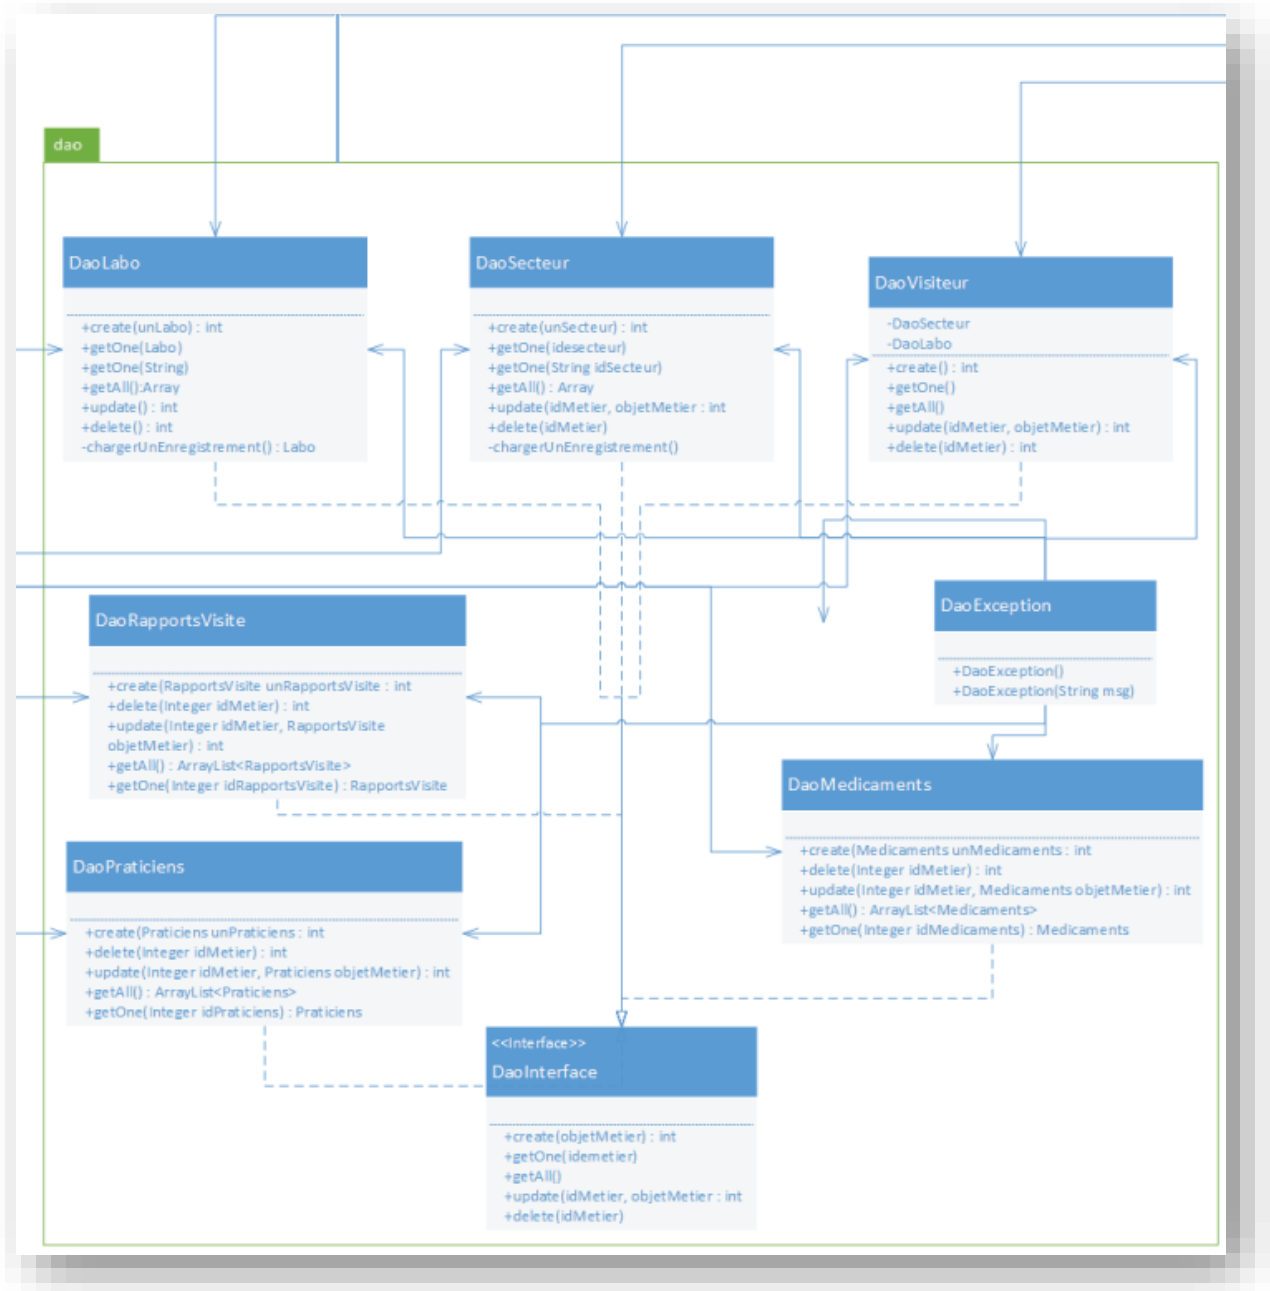 dao
DaoLabo
+create(unLabo) : int
+getOne(Labo)
+getOne(String)
+getAll():Array
+update() : int
+delete() : int
-chargerUnEnregistrement() : Labo
DaoSecteur
+create(unSecteur) : int
+getOne(idesecteur)
+getOne(String idSecteur)
+getAll() : Array
+update(idMetier, objetMetier : int
+delete(idMetier)
-chargerUnEnregistrement()
DaoVisiteur
-DaoSecteur
-DaoLabo
+create() : int
+getOne()
+getAll()
+update(idMetier, objetMetier) : int
+delete(idMetier) : int
DaoRapportsVisite
+create(RapportsVisite unRapportsVisite : int
+delete(Integer idMetier) : int
+update(Integer idMetier, RapportsVisite
objetMetier) : int
+getAll() : ArrayList<RapportsVisite>
+getOne(Integer idRapportsVisite) : RapportsVisite
DaoException
+DaoException()
+DaoException(String msg)
DaoMedicaments
+create(Medicaments unMedicaments : int
+delete(Integer idMetier) : int
+update(Integer idMetier, Medicaments objetMetier) : int
+getAll() : ArrayList<Medicaments>
+getOne(Integer idMedicaments) : Medicaments
DaoPraticiens
+create(Praticiens unPraticiens : int
+delete(Integer idMetier) : int
+update(Integer idMetier, Praticiens objetMetier) : int
+getAll() : ArrayList<Praticiens>
+getOne(Integer idPraticiens) : Praticiens
<<Interface>>
DaoInterface
+create(objetMetier) : int
+getOne(idemetier)
+getAll()
+update(idMetier, objetMetier : int
+delete(idMetier)